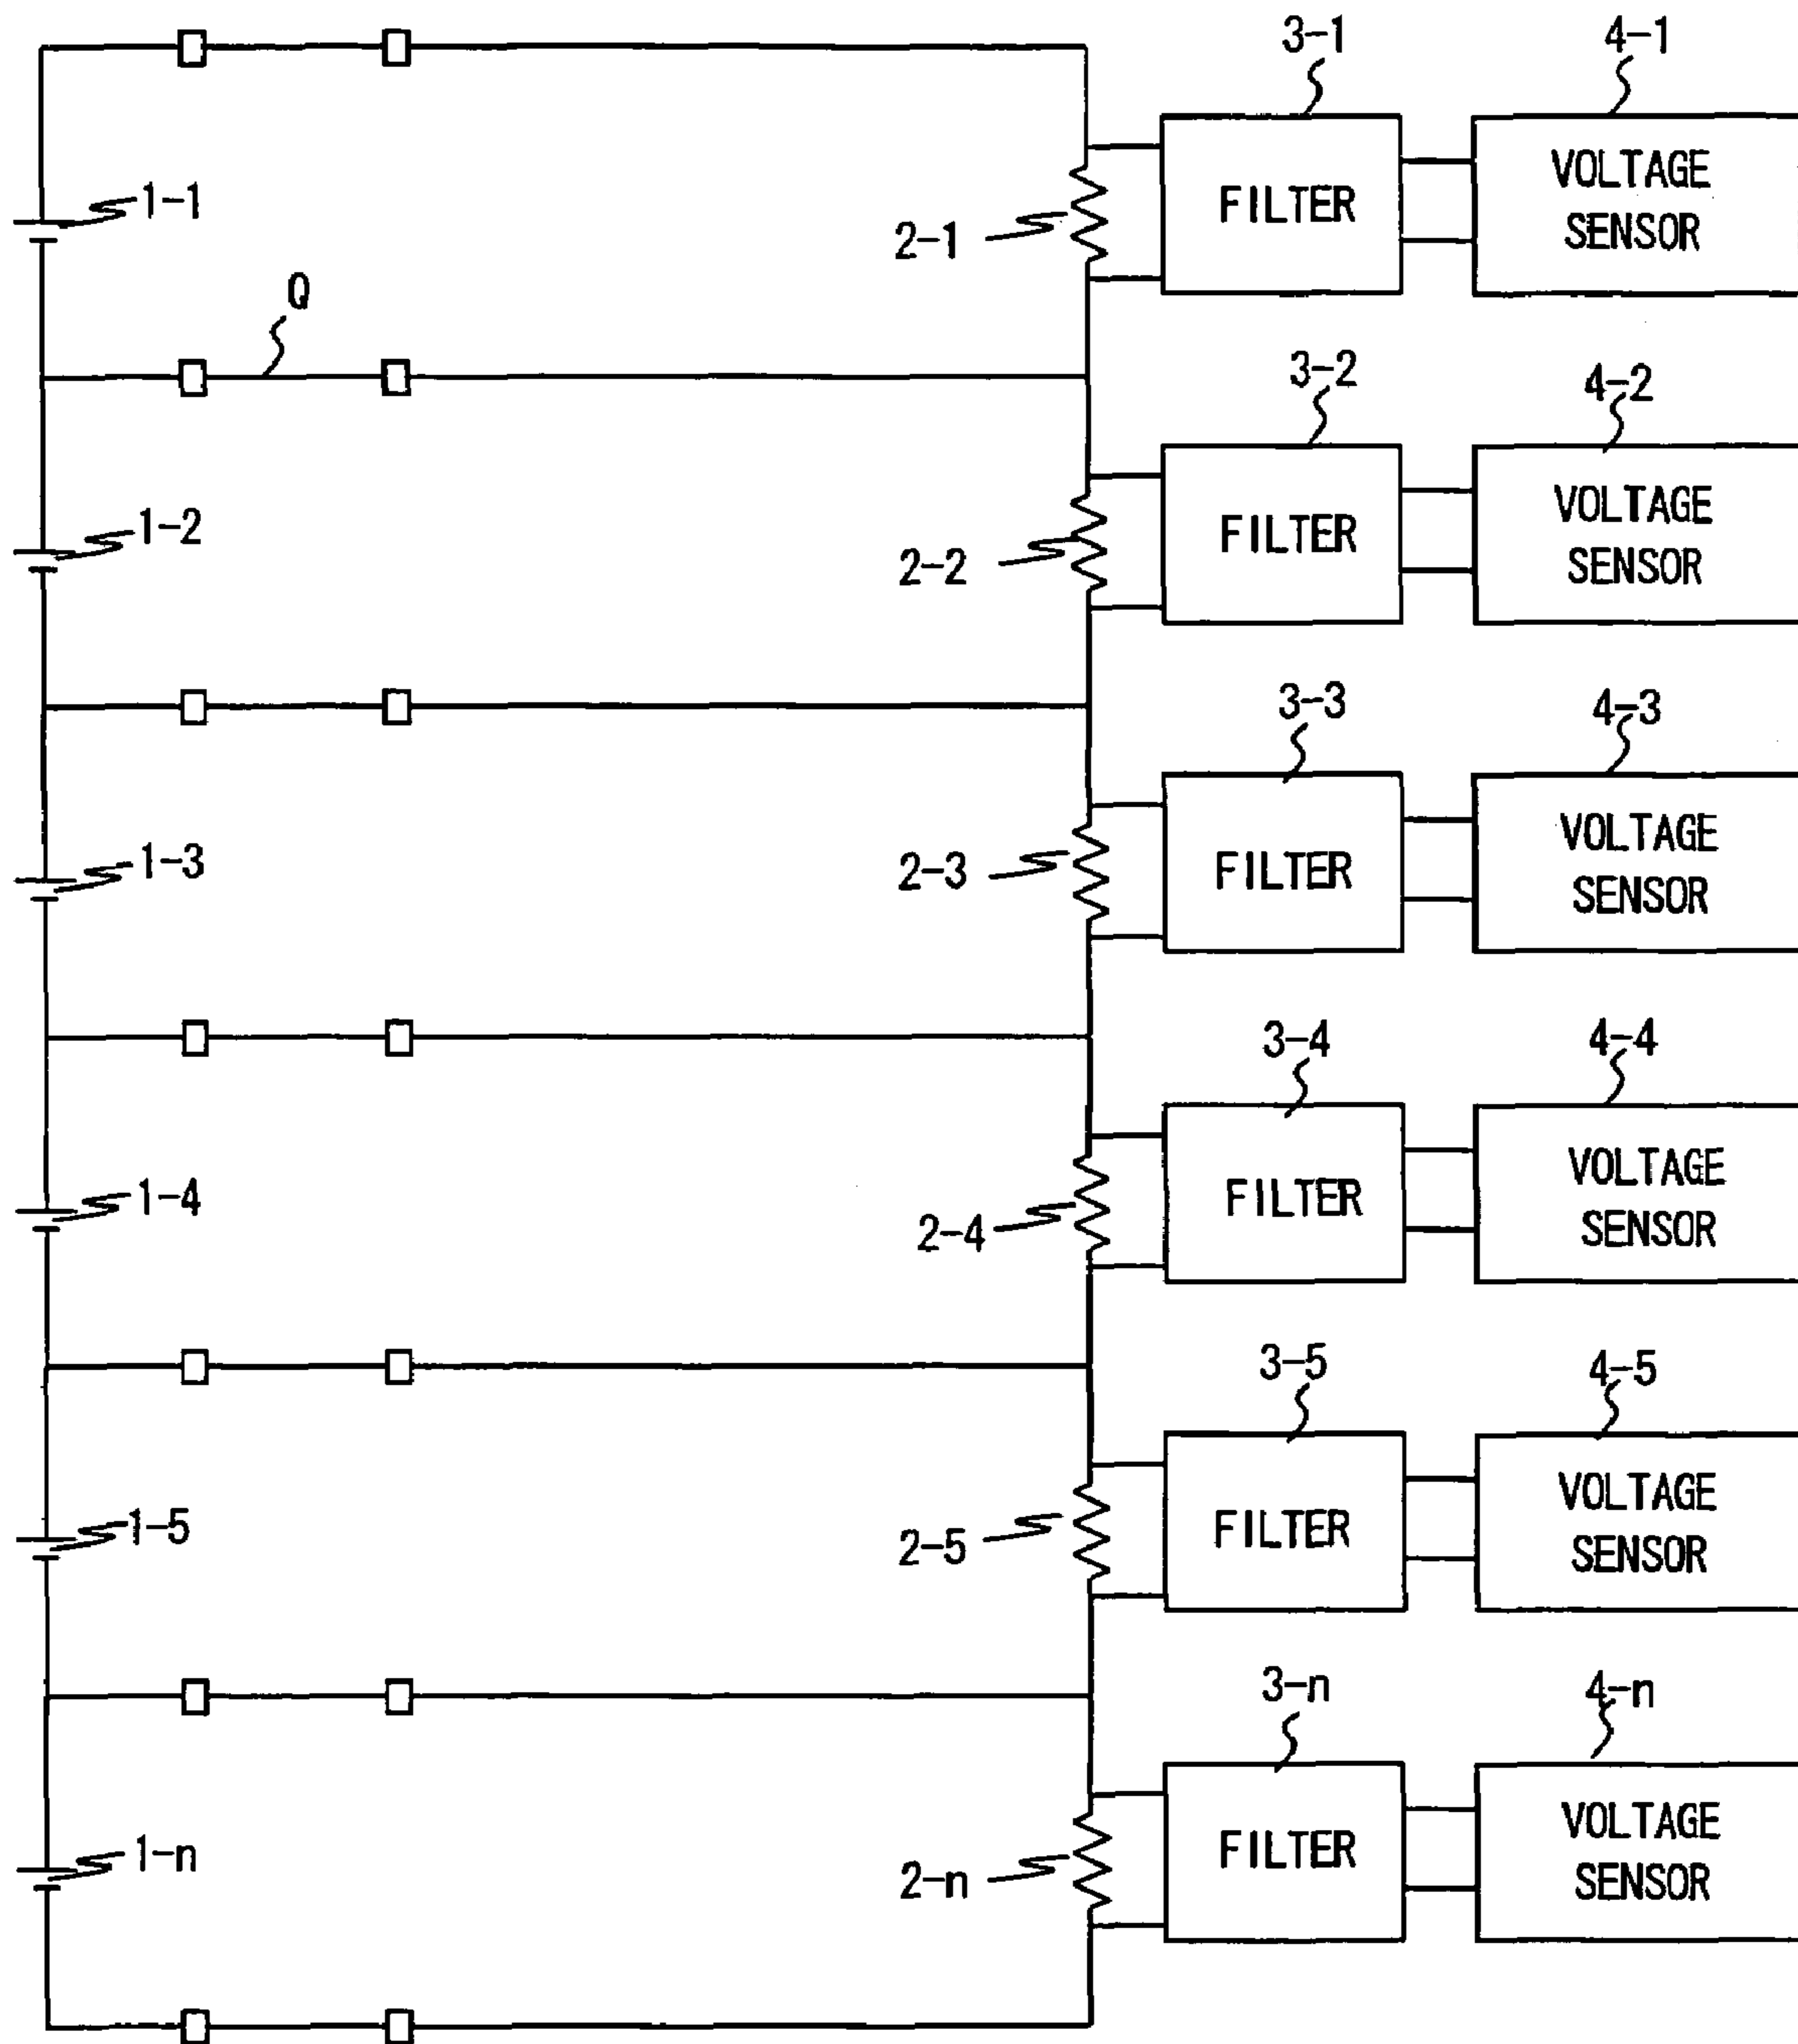 3-1
4-1
1-1
2-1
FILTER
VOLTAGE
SENSOR
Q
3-2
4-2
1-2
2-2
FILTER
VOLTAGE
SENSOR
3-3
4-3
1-3
2-3
FILTER
VOLTAGE
SENSOR
3-4
4-4
1-4
2-4
FILTER
VOLTAGE
SENSOR
3-5
4-5
1-5
2-5
FILTER
VOLTAGE
SENSOR
3-n
4-n
1-n
2-n
FILTER
VOLTAGE
SENSOR